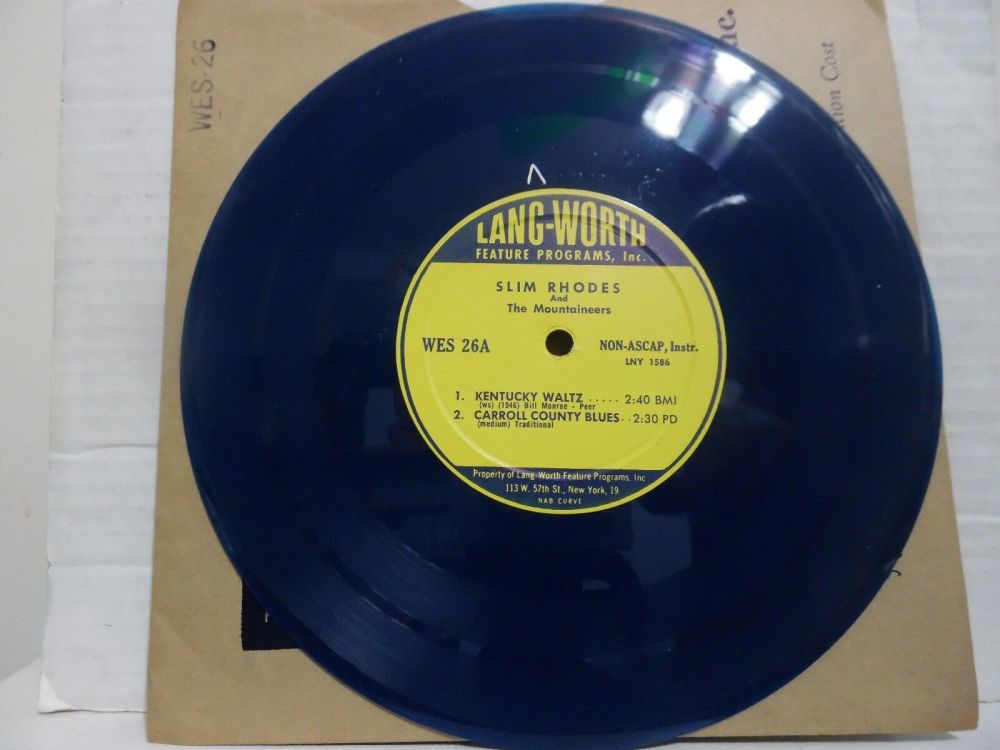 WES-26
ion Cost
LANG-WORTH
FEATURE PROGRAMS, Inc.
SLIM RHODES
And
The Mountaineers
WES 26A
NON-ASCAP, Instr.
LNY 1586
1. KENTUCKY WALTZ ..... 2:40 BMI
(ws) (1946) Bill Monroe - Peer
2. CARROLL COUNTY BLUES .. 2:30 PD
(medium) Traditional
Property of Lang-Worth Feature Programs, Inc
113 W. 57th St., New York, 19
NAB CURVE